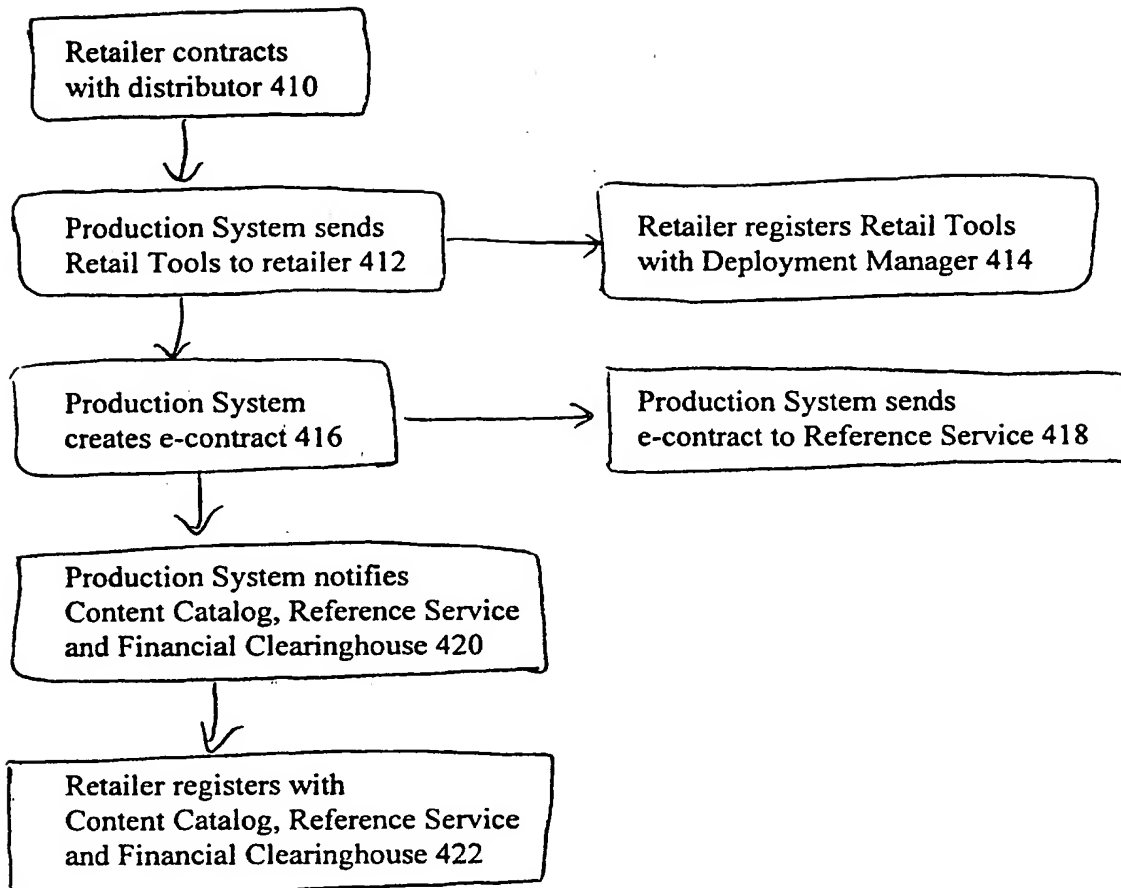 Retailer contracts
with distributor 410
Production System sends
Retail Tools to retailer 412
Retailer registers Retail Tools
with Deployment Manager 414
Production System
creates e-contract 416
Production System sends
e-contract to Reference Service 418
Production System notifies
Content Catalog, Reference Service
and Financial Clearinghouse 420
Retailer registers with
Content Catalog, Reference Service
and Financial Clearinghouse 422